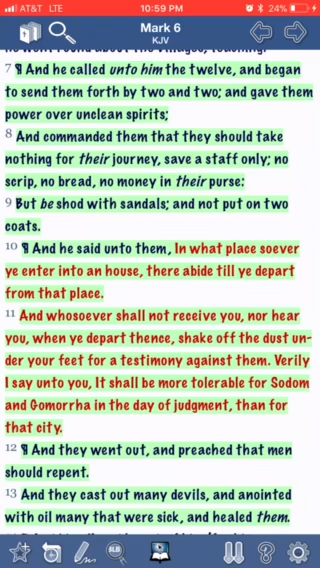 AT&T LTE 10:59 PM 24%
Mark 6
KJV
7 ¶ And he called unto him the twelve, and began
to send them forth by two and two; and gave them
power over unclean spirits;
8 And commanded them that they should take
nothing for their journey, save a staff only; no
scrip, no bread, no money in their purse:
9 But be shod with sandals; and not put on two
coats.
10 ¶ And he said unto them, In what place soever
ye enter into an house, there abide till ye depart
from that place.
11 And whosoever shall not receive you, nor hear
you, when ye depart thence, shake off the dust un-
der your feet for a testimony against them. Verily
I say unto you, It shall be more tolerable for Sodom
and Gomorrha in the day of judgment, than for
that city.
12 ¶ And they went out, and preached that men
should repent.
13 And they cast out many devils, and anointed
with oil many that were sick, and healed them.
BLB